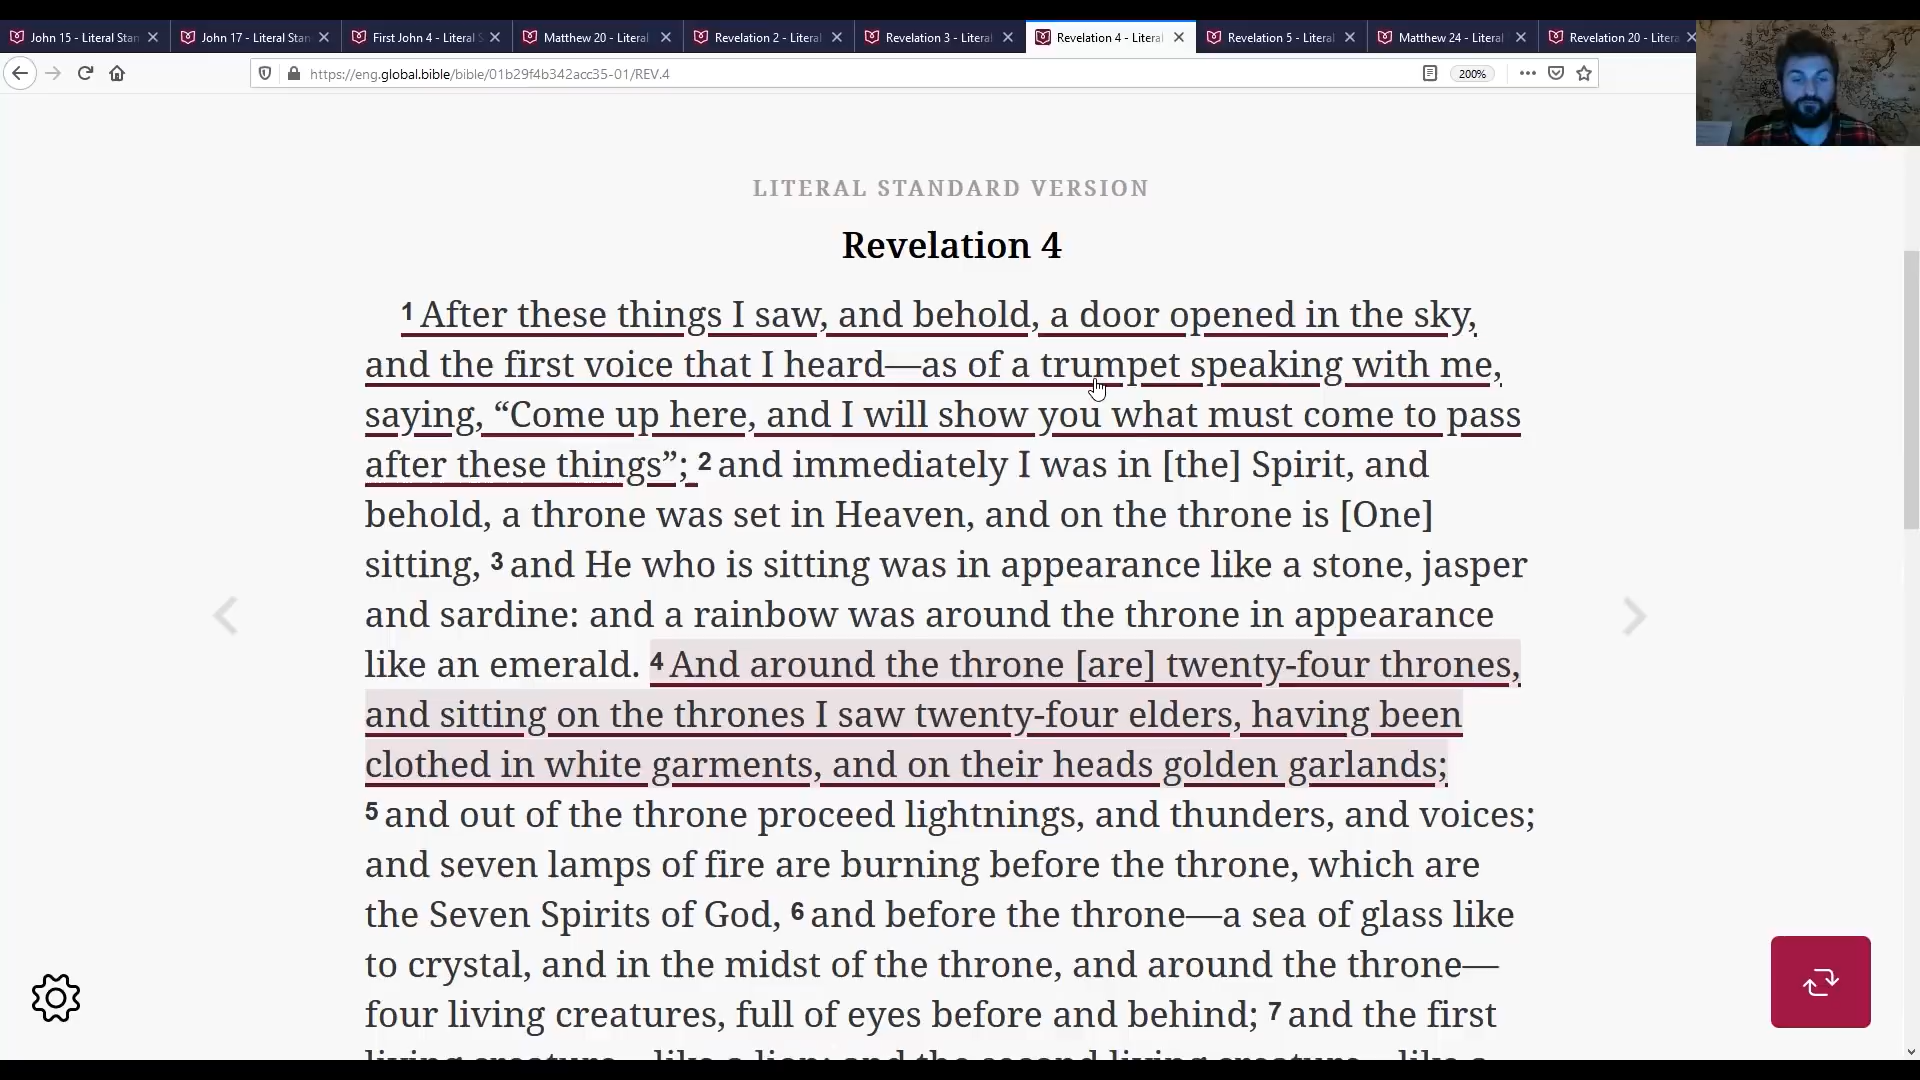 John 15 - Literal Stan
John 17 - Literal Stan
First John 4 - Literal S
Matthew 20 - Literal
Revelation 2 - Literal
Revelation 3 - Literal
Revelation 4 - Literal
Revelation 5 - Literal
Matthew 24 - Literal
Revelation 20 - Litera
https://eng.global.bible/bible/01b29f4b342acc35-01/REV.4
200%
LITERAL STANDARD VERSION
Revelation 4
1 After these things I saw, and behold, a door opened in the sky,
and the first voice that I heard—as of a trumpet speaking with me,
saying, “Come up here, and I will show you what must come to pass
after these things”; 2 and immediately I was in [the] Spirit, and
behold, a throne was set in Heaven, and on the throne is [One]
sitting, 3 and He who is sitting was in appearance like a stone, jasper
and sardine: and a rainbow was around the throne in appearance
like an emerald. 4 And around the throne [are] twenty-four thrones,
and sitting on the thrones I saw twenty-four elders, having been
clothed in white garments, and on their heads golden garlands;
5 and out of the throne proceed lightnings, and thunders, and voices;
and seven lamps of fire are burning before the throne, which are
the Seven Spirits of God, 6 and before the throne—a sea of glass like
to crystal, and in the midst of the throne, and around the throne—
four living creatures, full of eyes before and behind; 7 and the first
living creature—like a lion; and the second living creature—like a